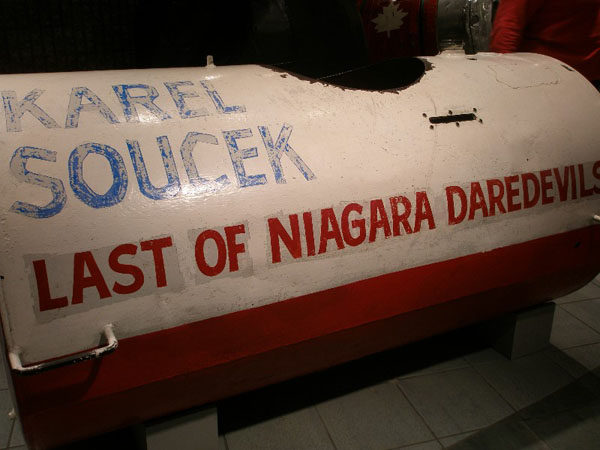 KAREL
SOUCEK
LAST OF NIAGARA DAREDEVILS